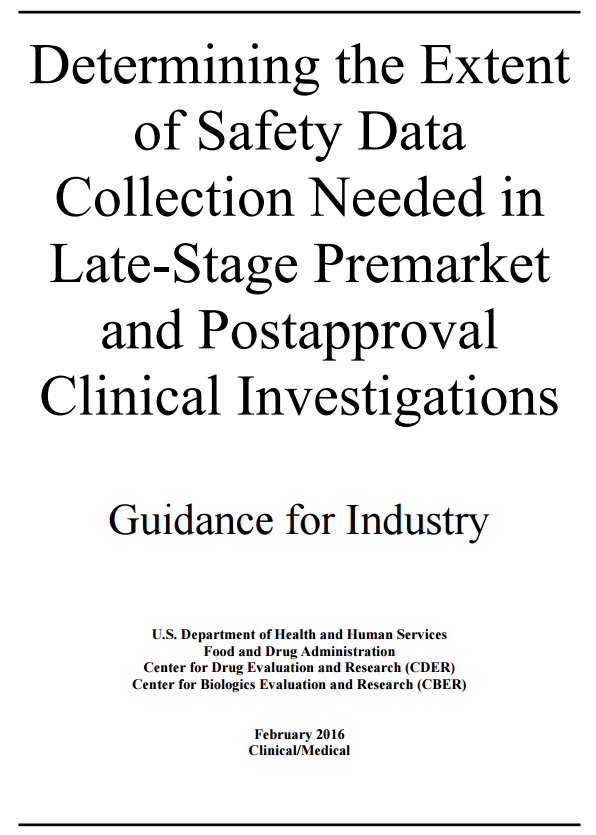 Determining the Extent
of Safety Data
Collection Needed in
Late-Stage Premarket
and Postapproval
Clinical Investigations
Guidance for Industry
U.S. Department of Health and Human Services
Food and Drug Administration
Center for Drug Evaluation and Research (CDER)
Center for Biologics Evaluation and Research (CBER)
February 2016
Clinical/Medical